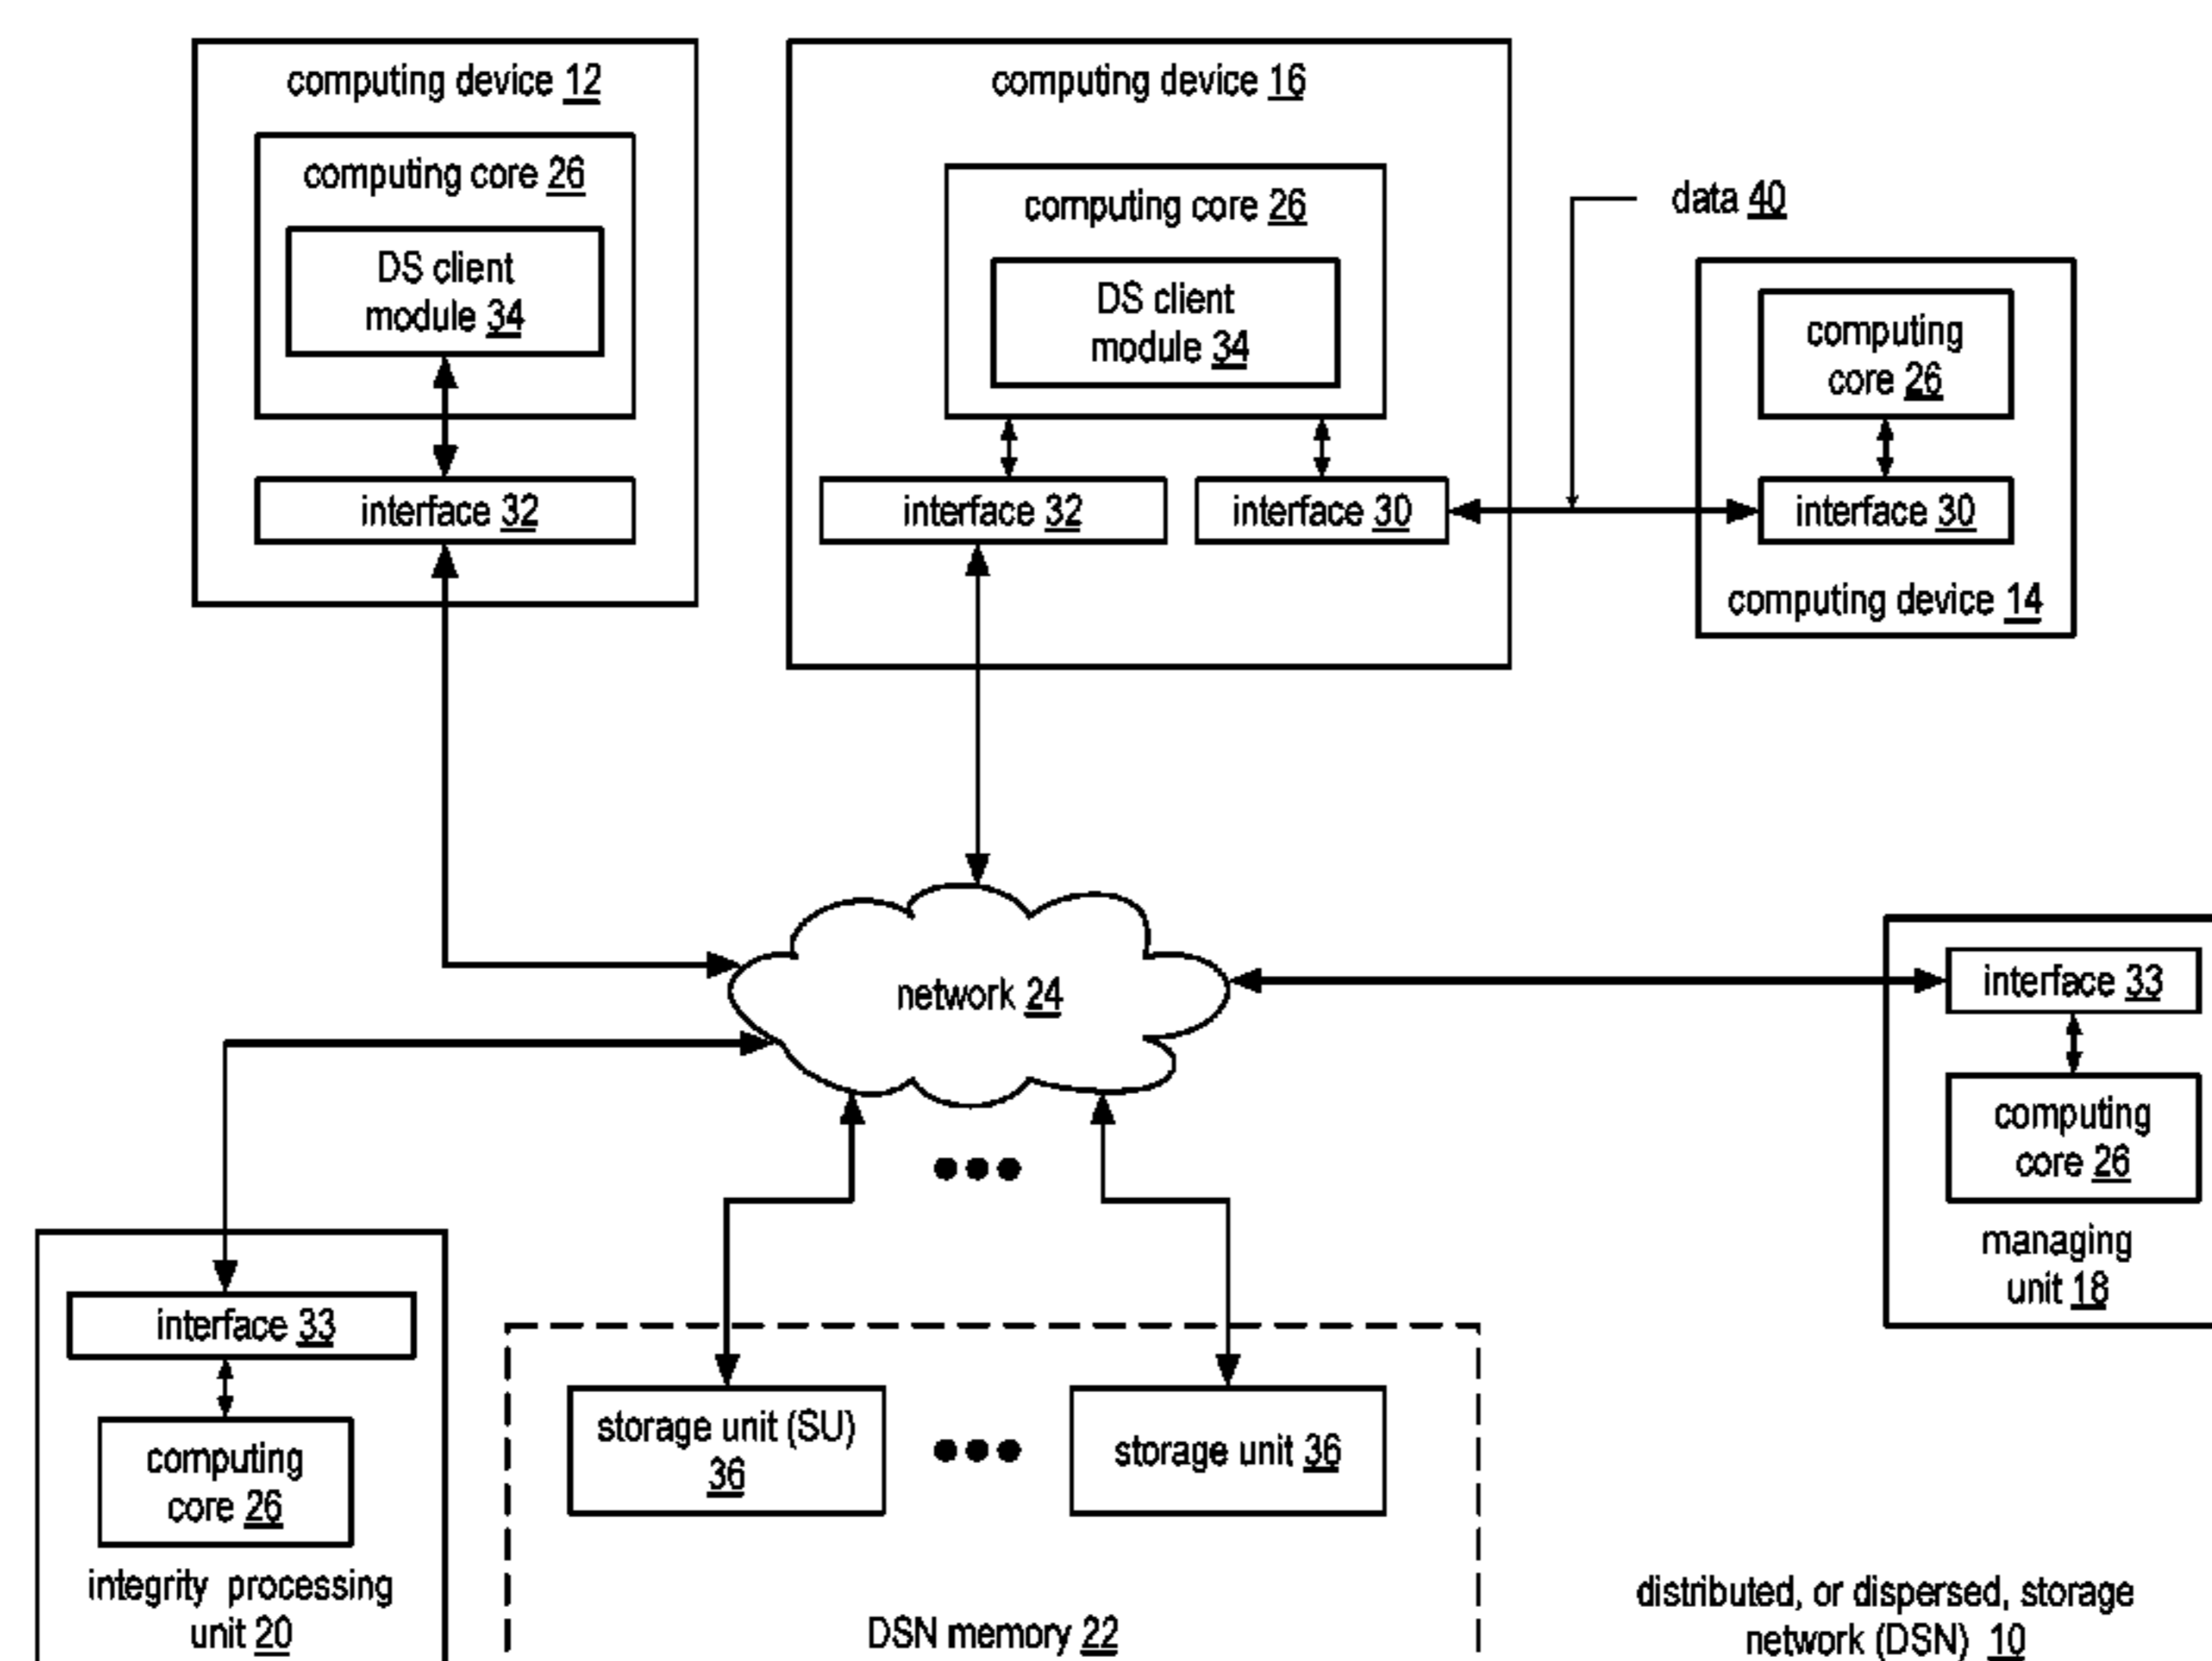 computing device 12
computing core 26
DS client
module 34
interface 32
computing device 16
computing core 26
DS client
module 34
interface 32
interface 30
data 40
computing
core 26
interface 30
computing device 14
network 24
interface 33
computing
core 26
managing
unit 18
interface 33
computing
core 26
integrity processing
unit 20
storage unit (SU)
36
storage unit 36
DSN memory 22
distributed, or dispersed, storage
network (DSN) 10